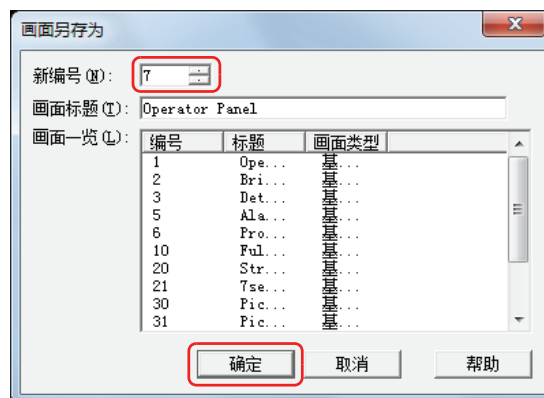 画面另存为
新编号(N): 7
画面标题(T): Operator Panel
画面一览(L):
编号 标题 画面类型
1 Ope... 基...
2 Bri... 基...
3 Det... 基...
5 Ala... 基...
6 Pro... 基...
10 Ful... 基...
20 Str... 基...
21 7se... 基...
30 Pic... 基...
31 Pic... 基...
确定 取消 帮助